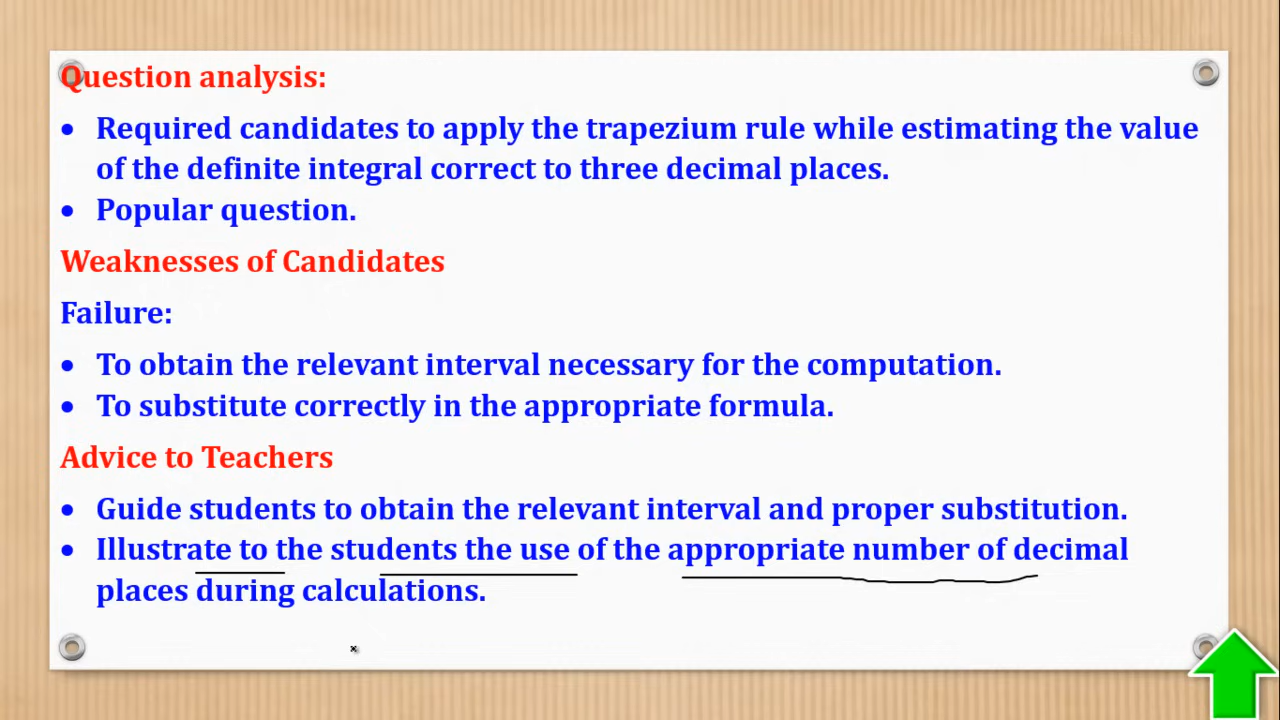 Question analysis:
• Required candidates to apply the trapezium rule while estimating the value
of the definite integral correct to three decimal places.
• Popular question.
Weaknesses of Candidates
Failure:
• To obtain the relevant interval necessary for the computation.
• To substitute correctly in the appropriate formula.
Advice to Teachers
• Guide students to obtain the relevant interval and proper substitution.
• Illustrate to the students the use of the appropriate number of decimal
places during calculations.